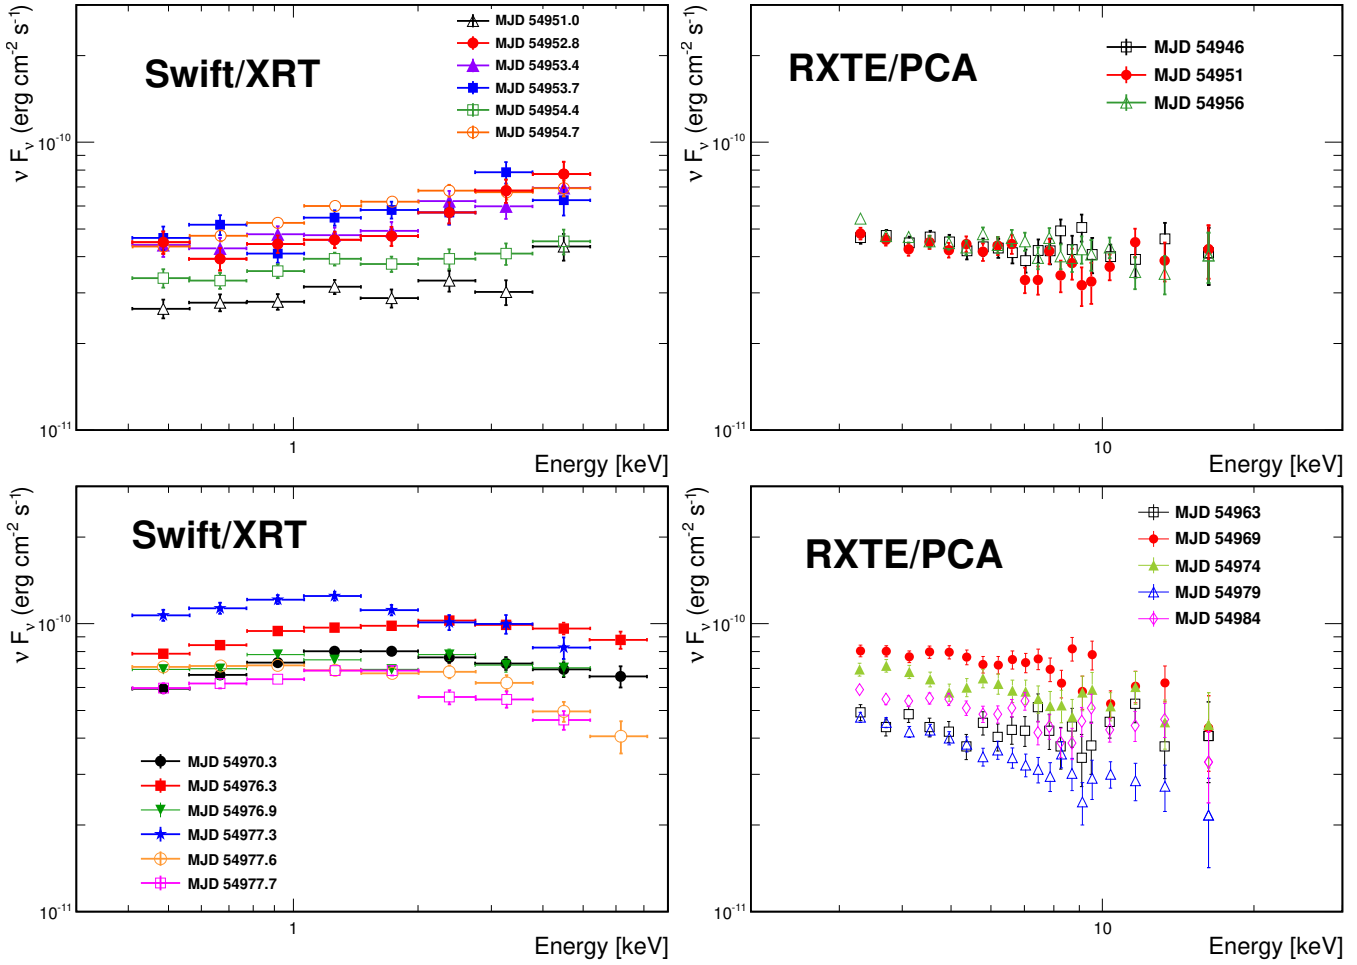 Swift/XRT
MJD 54951.0
MJD 54952.8
MJD 54953.4
MJD 54953.7
MJD 54954.4
MJD 54954.7
ν Fν (erg cm-2 s-1)
10-10
10-11
1
Energy [keV]
RXTE/PCA
MJD 54946
MJD 54951
MJD 54956
ν Fν (erg cm-2 s-1)
10-10
10-11
10
Energy [keV]
Swift/XRT
ν Fν (erg cm-2 s-1)
10-10
MJD 54970.3
MJD 54976.3
MJD 54976.9
MJD 54977.3
MJD 54977.6
MJD 54977.7
10-11
1
Energy [keV]
RXTE/PCA
MJD 54963
MJD 54969
MJD 54974
MJD 54979
MJD 54984
ν Fν (erg cm-2 s-1)
10-10
10-11
10
Energy [keV]